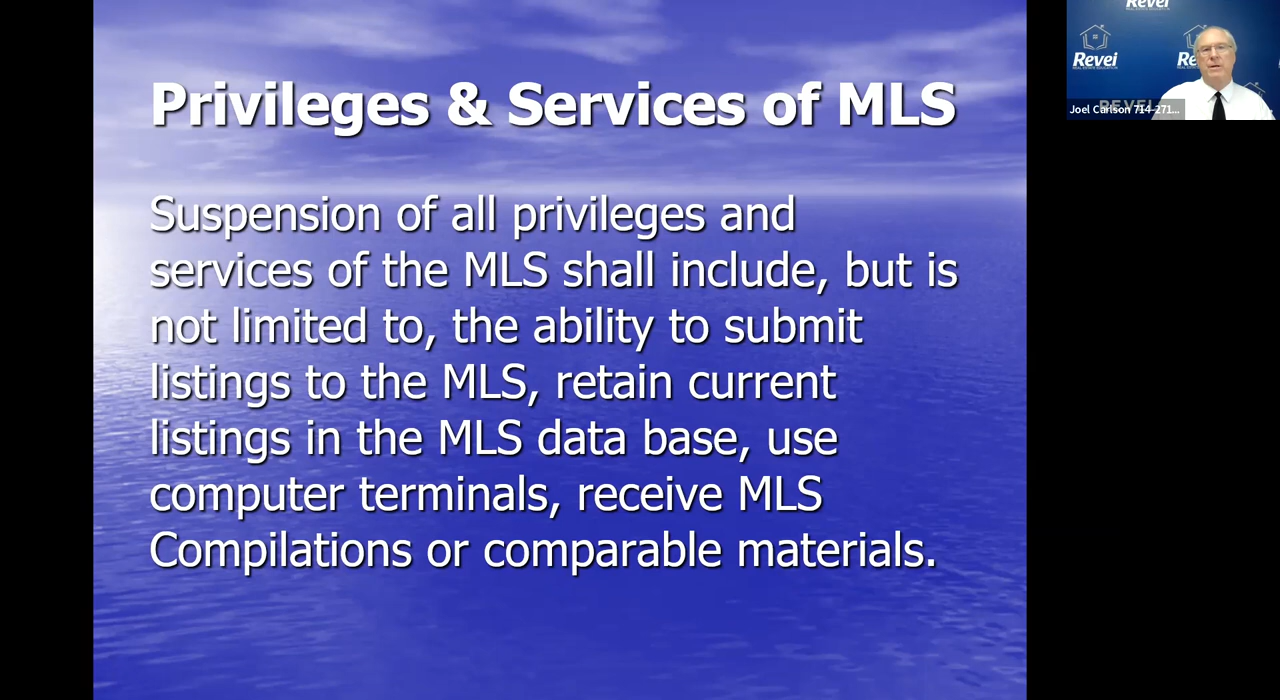 Privileges & Services of MLS
Suspension of all privileges and
services of the MLS shall include, but is
not limited to, the ability to submit
listings to the MLS, retain current
listings in the MLS data base, use
computer terminals, receive MLS
Compilations or comparable materials.
Revei
Revei
Joel Carlson 714-271...